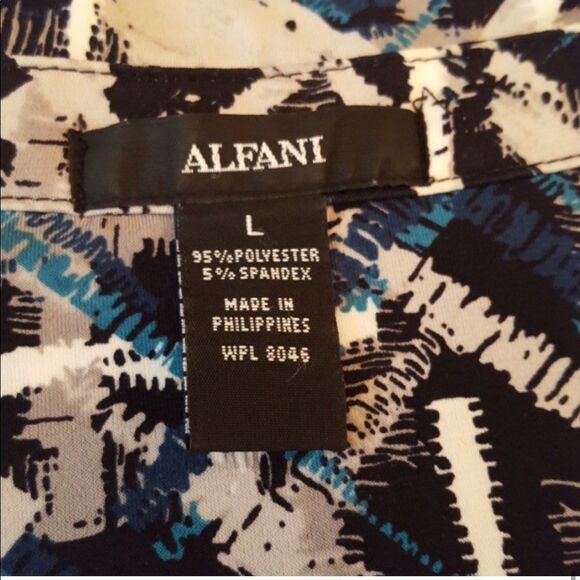 ALFANI
L
95% POLYESTER
5% SPANDEX
MADE IN
PHILIPPINES
WPL 8046